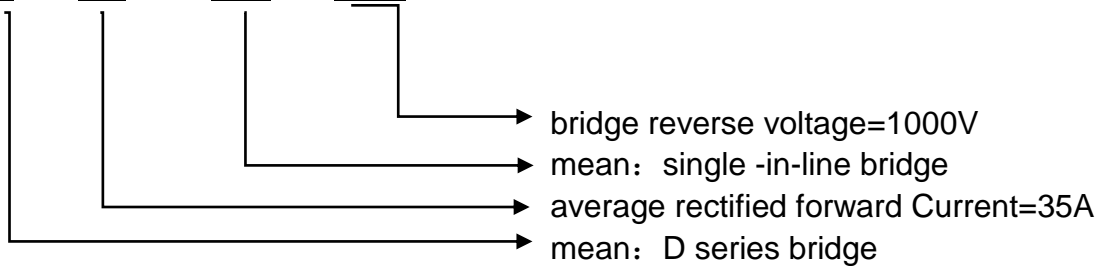 bridge reverse voltage=1000V
mean：single -in-line bridge
average rectified forward Current=35A
mean：D series bridge